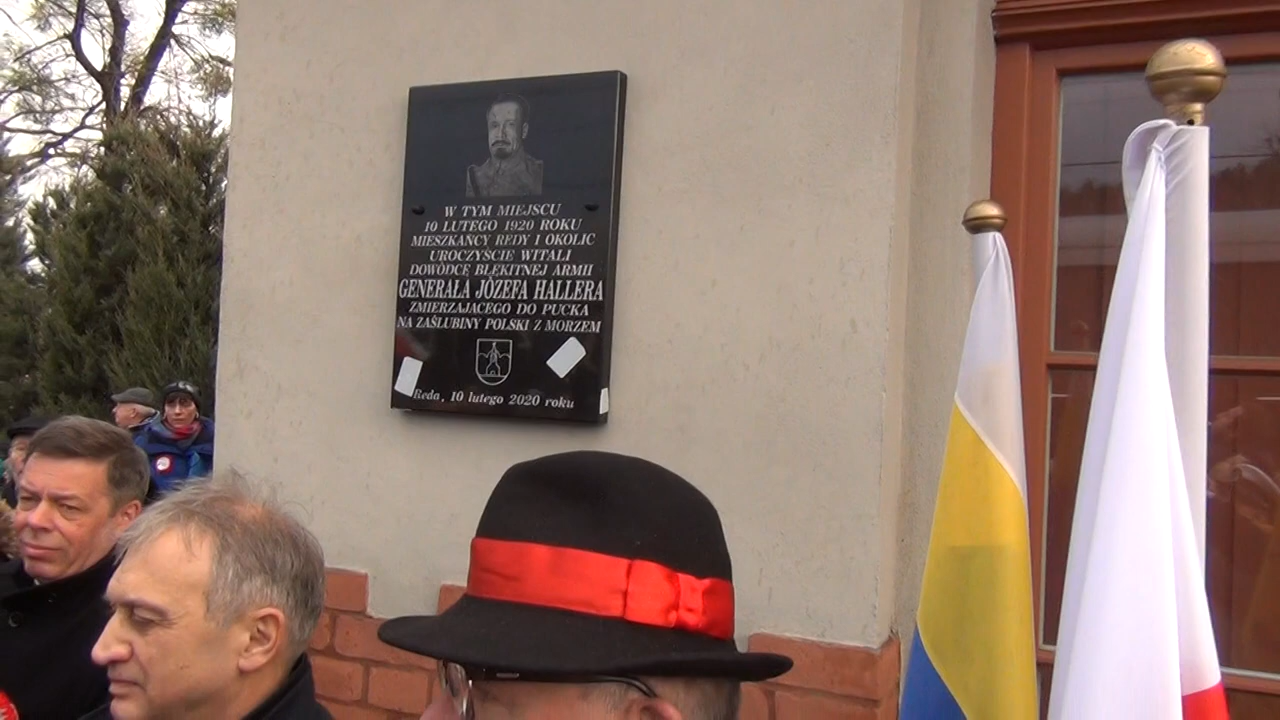 W TYM MIEJSCU
10 LUTEGO 1920 ROKU
MIESZKAŃCY REDY I OKOLIC
UROCZYŚCIE WITALI
DOWÓDCĘ BŁĘKITNEJ ARMII
GENERAŁA JÓZEFA HALLERA
ZMIERZAJĄCEGO DO PUCKA
NA ZAŚLUBINY POLSKI Z MORZEM
Reda, 10 lutego 2020 roku